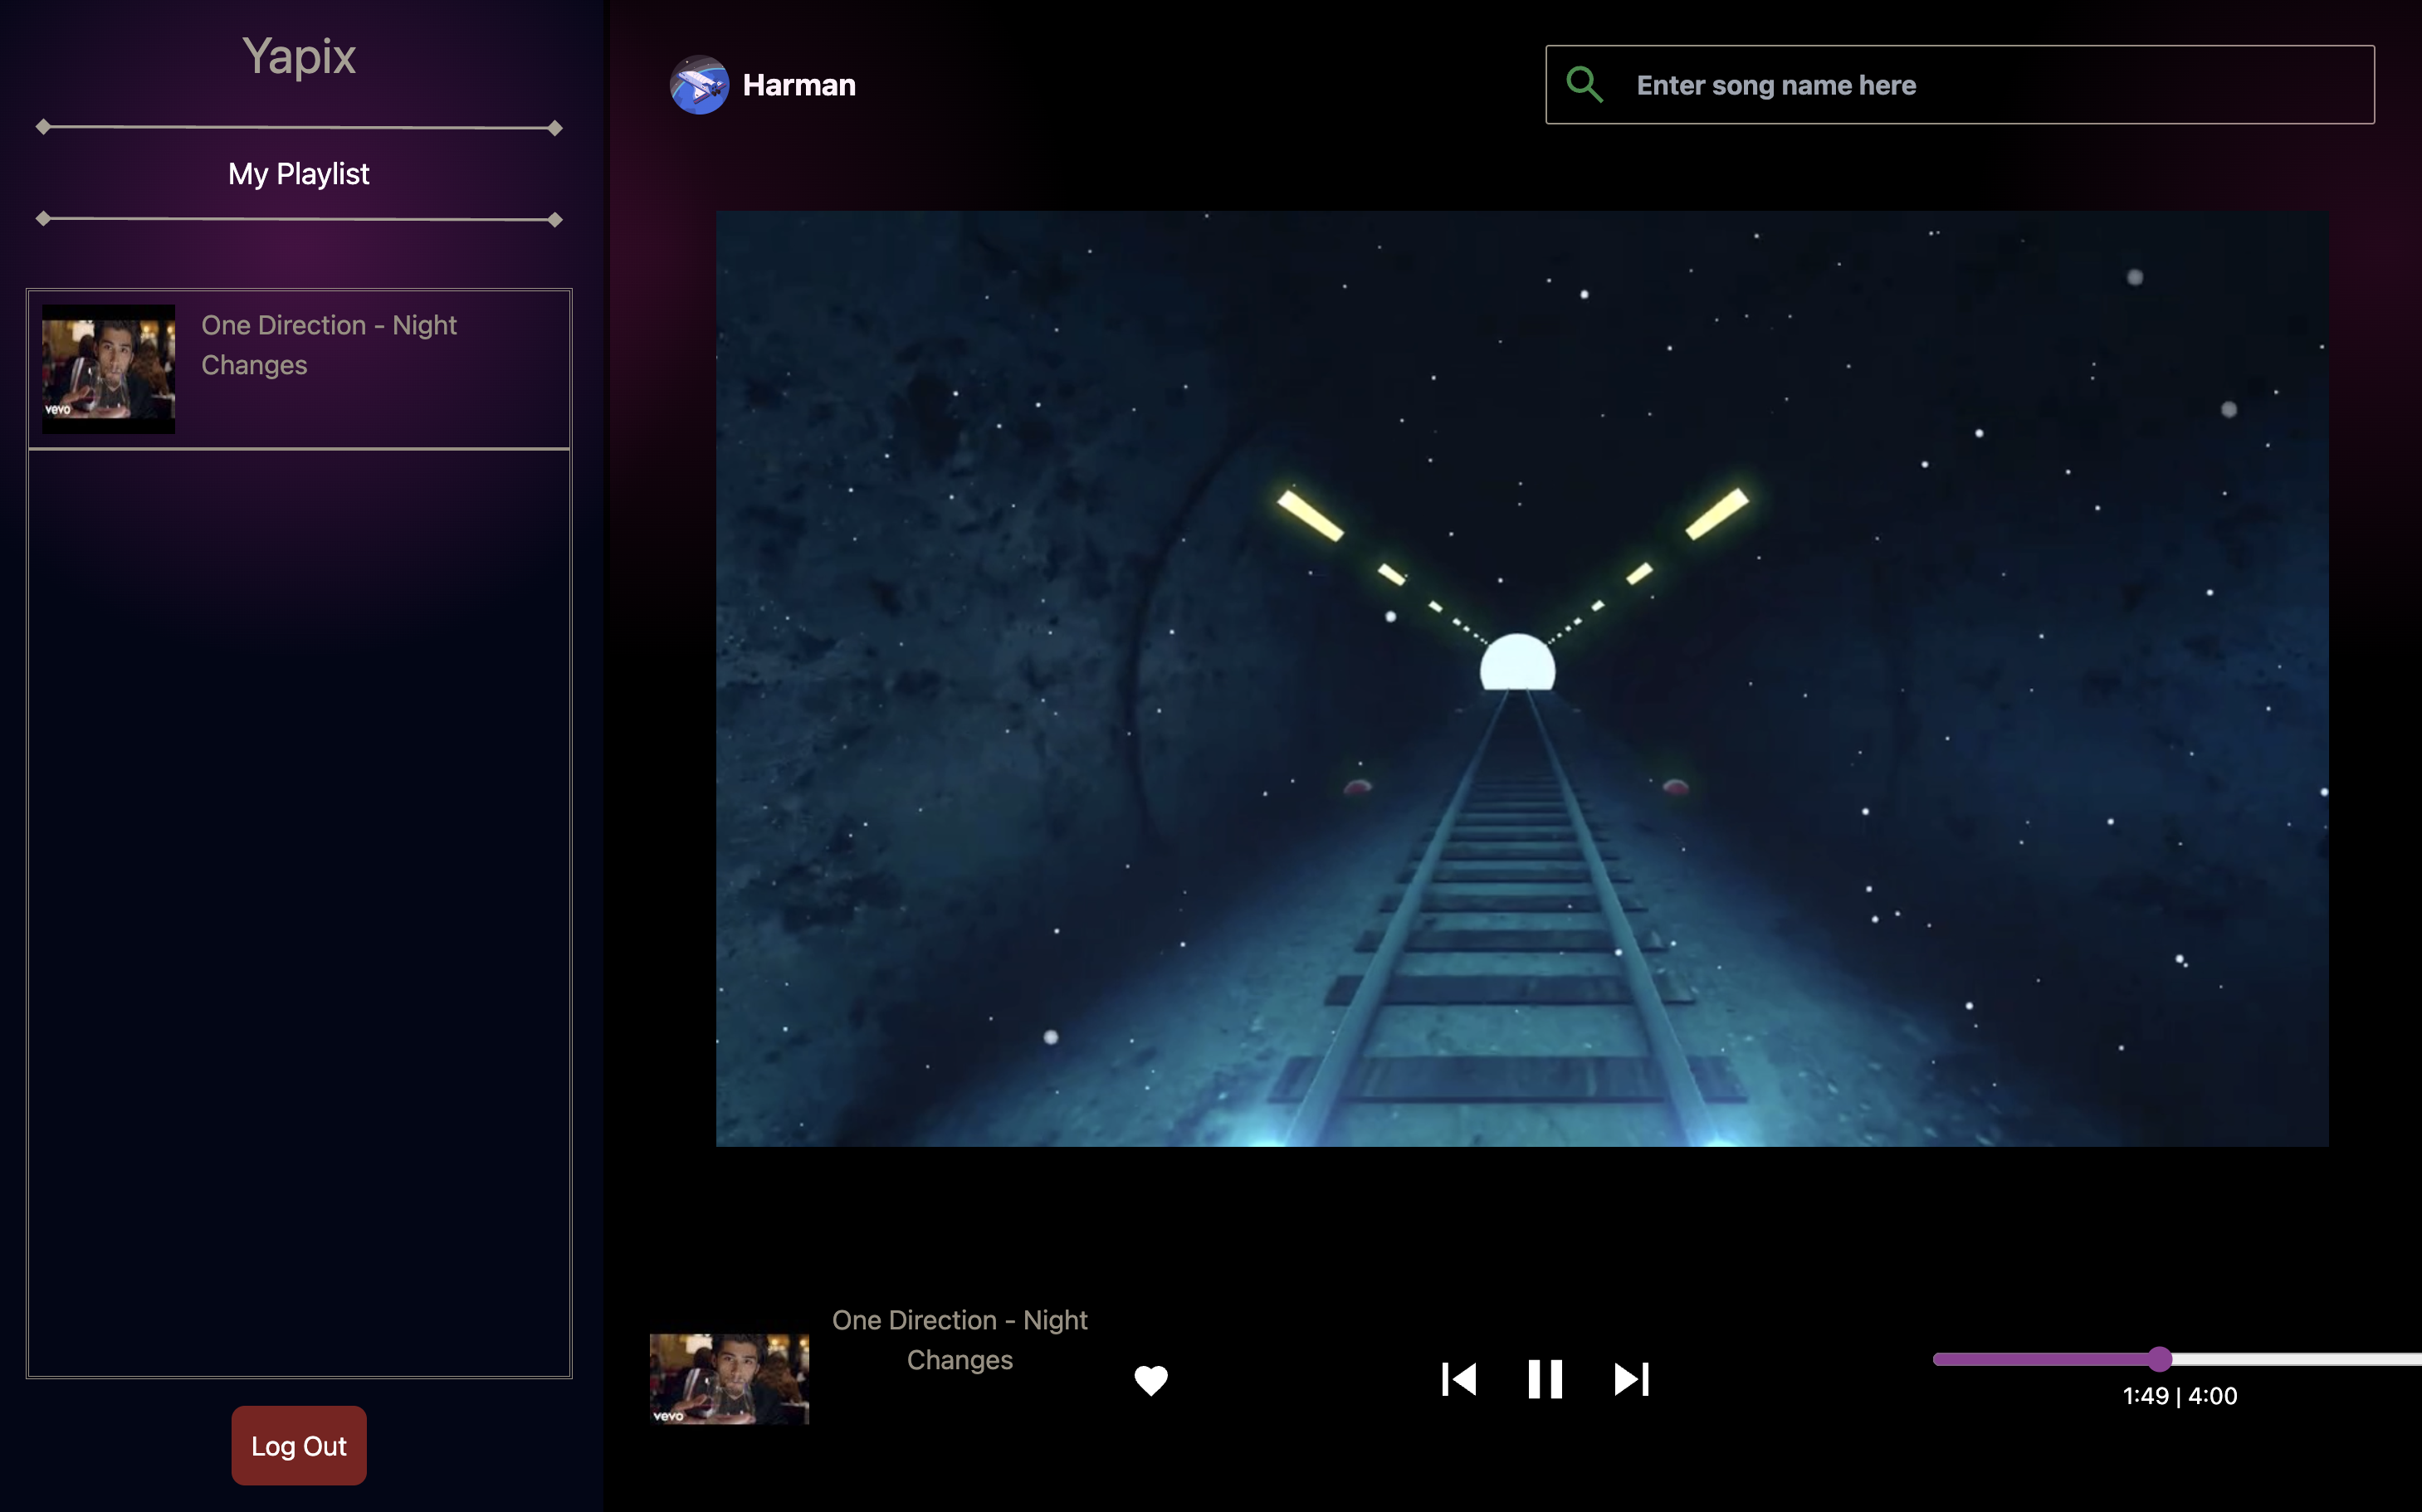 Yapix
My Playlist
One Direction - Night
Changes
vevo
Log Out
Harman
Enter song name here
One Direction - Night
Changes
vevo
1:49 | 4:00